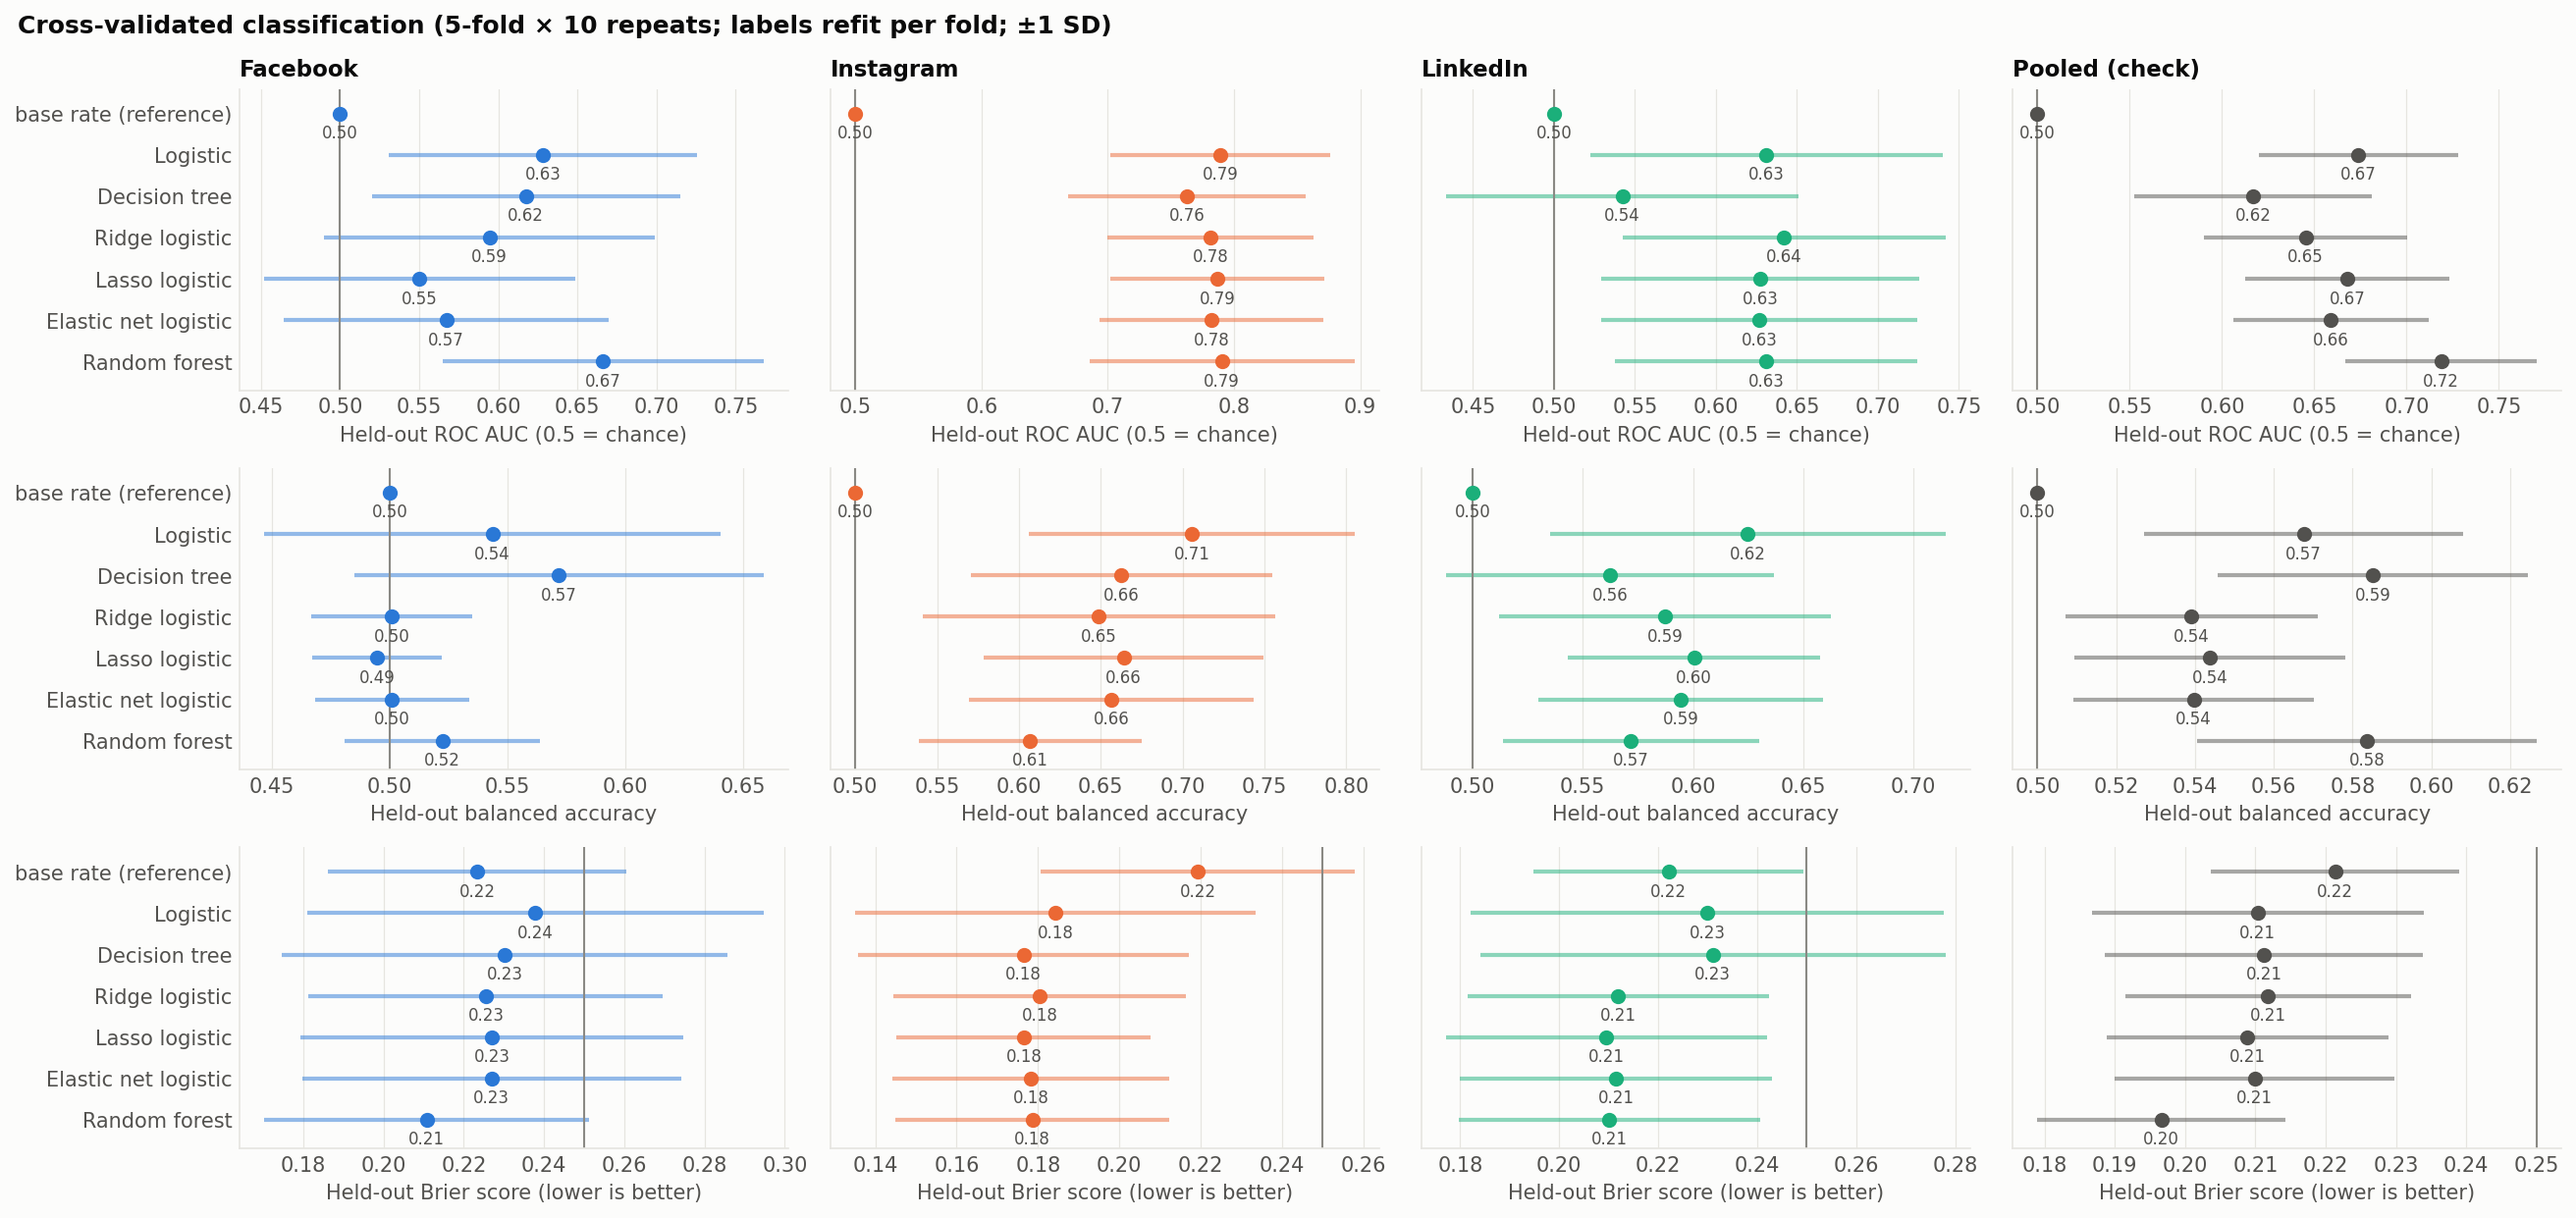 Cross-validated classification (5-fold × 10 repeats; labels refit per fold; ±1 SD)
Facebook
base rate (reference)
Logistic
Decision tree
Ridge logistic
Lasso logistic
Elastic net logistic
Random forest
0.50
0.63
0.62
0.59
0.55
0.57
0.67
0.45 0.50 0.55 0.60 0.65 0.70 0.75
Held-out ROC AUC (0.5 = chance)
Instagram
0.50
0.79
0.76
0.78
0.79
0.78
0.79
0.5 0.6 0.7 0.8 0.9
Held-out ROC AUC (0.5 = chance)
LinkedIn
0.50
0.63
0.54
0.64
0.63
0.63
0.63
0.45 0.50 0.55 0.60 0.65 0.70 0.75
Held-out ROC AUC (0.5 = chance)
Pooled (check)
0.50
0.67
0.62
0.65
0.67
0.66
0.72
0.50 0.55 0.60 0.65 0.70 0.75
Held-out ROC AUC (0.5 = chance)
base rate (reference)
Logistic
Decision tree
Ridge logistic
Lasso logistic
Elastic net logistic
Random forest
0.50
0.54
0.57
0.50
0.49
0.50
0.52
0.45 0.50 0.55 0.60 0.65
Held-out balanced accuracy
0.50
0.71
0.66
0.65
0.66
0.66
0.61
0.50 0.55 0.60 0.65 0.70 0.75 0.80
Held-out balanced accuracy
0.50
0.62
0.56
0.59
0.60
0.59
0.57
0.50 0.55 0.60 0.65 0.70
Held-out balanced accuracy
0.50
0.57
0.59
0.54
0.54
0.54
0.58
0.50 0.52 0.54 0.56 0.58 0.60 0.62
Held-out balanced accuracy
base rate (reference)
Logistic
Decision tree
Ridge logistic
Lasso logistic
Elastic net logistic
Random forest
0.22
0.24
0.23
0.23
0.23
0.23
0.21
0.18 0.20 0.22 0.24 0.26 0.28 0.30
Held-out Brier score (lower is better)
0.22
0.18
0.18
0.18
0.18
0.18
0.18
0.14 0.16 0.18 0.20 0.22 0.24 0.26
Held-out Brier score (lower is better)
0.22
0.23
0.23
0.21
0.21
0.21
0.21
0.18 0.20 0.22 0.24 0.26 0.28
Held-out Brier score (lower is better)
0.22
0.21
0.21
0.21
0.21
0.21
0.20
0.18 0.19 0.20 0.21 0.22 0.23 0.24 0.25
Held-out Brier score (lower is better)